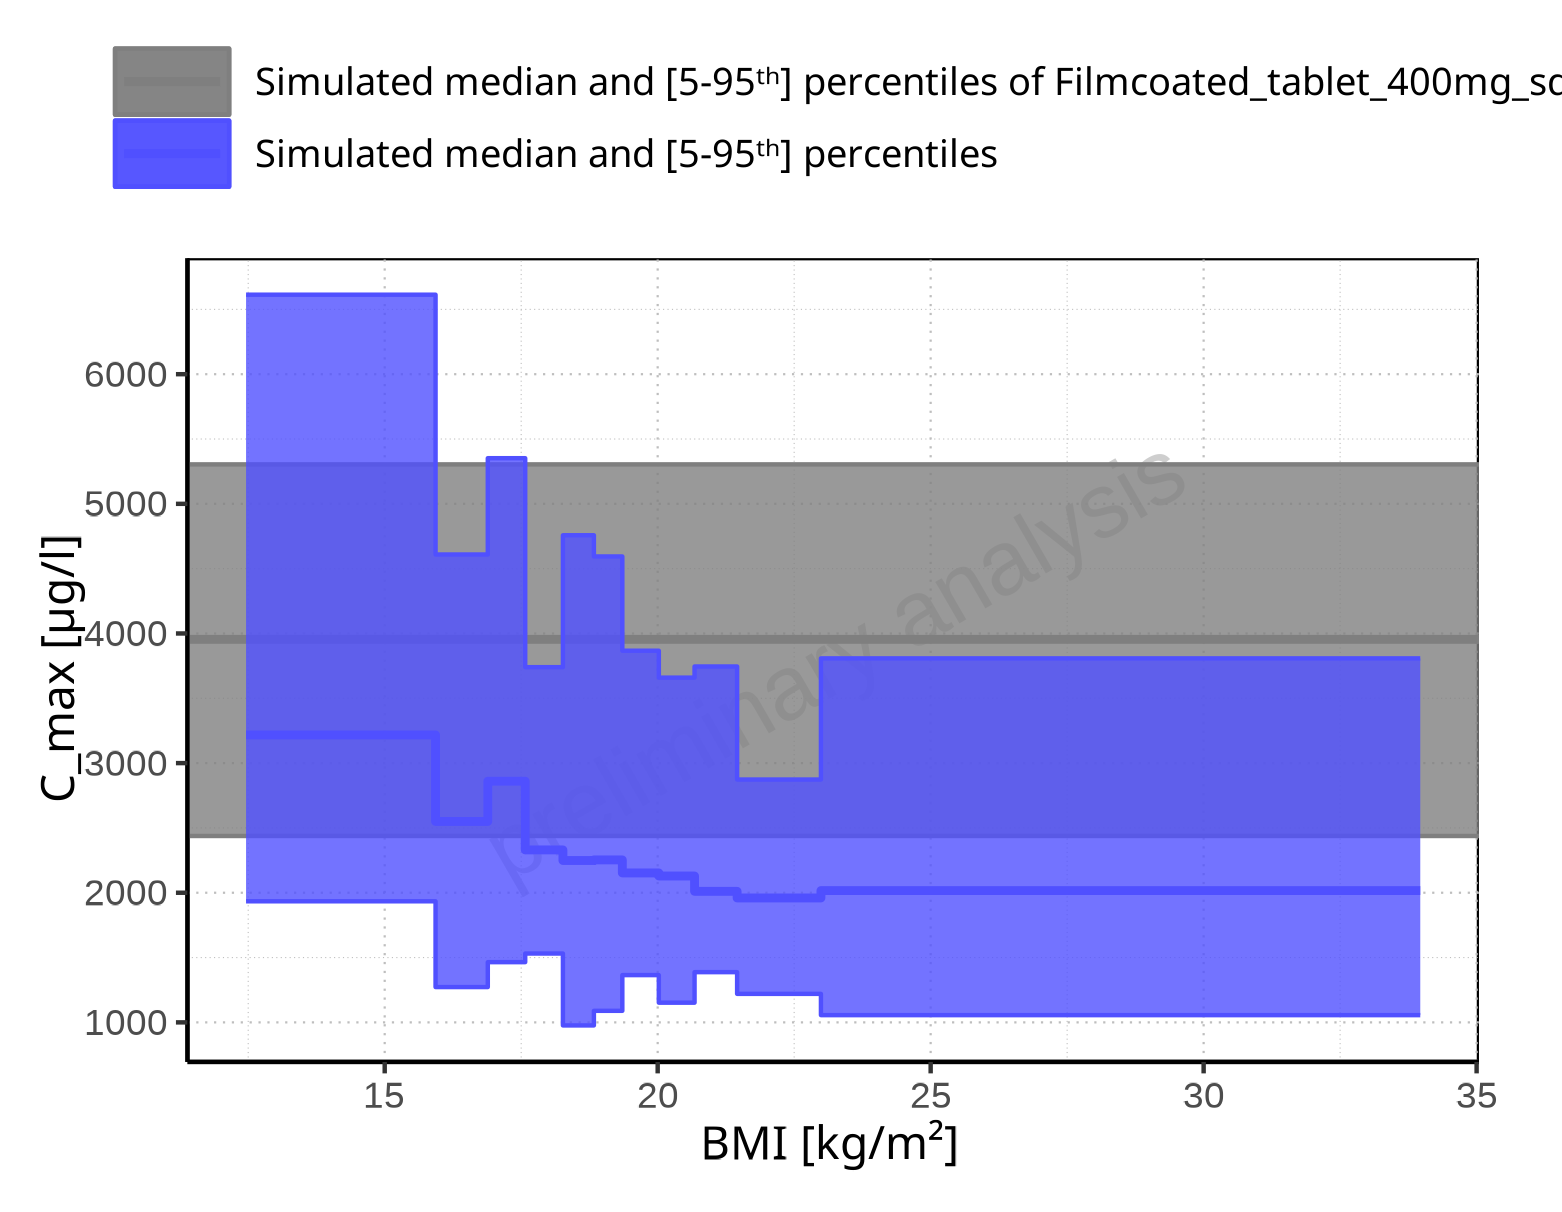 Simulated median and [5-95ᵗʰ] percentiles of Filmcoated_tablet_400mg_sd
Simulated median and [5-95ᵗʰ] percentiles
C_max [µg/l]
6000
5000
4000
3000
2000
1000
preliminary analysis
15 20 25 30 35
BMI [kg/m²]